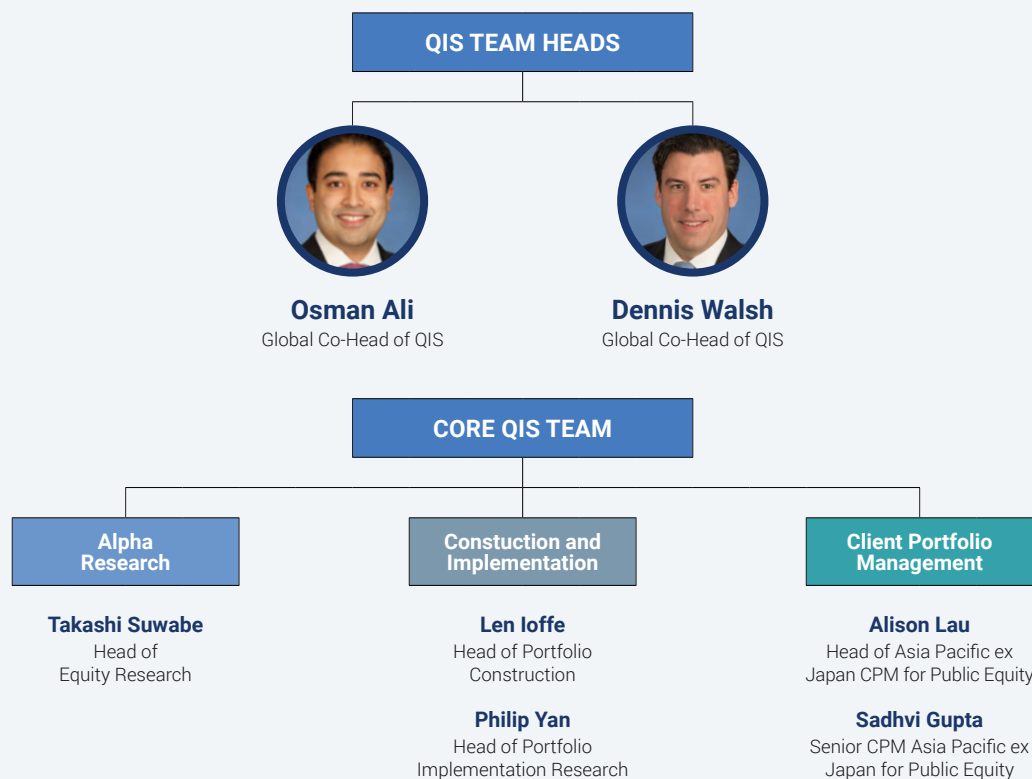 QIS TEAM HEADS
Osman Ali
Global Co-Head of QIS
Dennis Walsh
Global Co-Head of QIS
CORE QIS TEAM
Alpha
Research
Takashi Suwabe
Head of
Equity Research
Constuction and
Implementation
Len Ioffe
Head of Portfolio
Construction
Philip Yan
Head of Portfolio
Implementation Research
Client Portfolio
Management
Alison Lau
Head of Asia Pacific ex
Japan CPM for Public Equity
Sadhvi Gupta
Senior CPM Asia Pacific ex
Japan for Public Equity